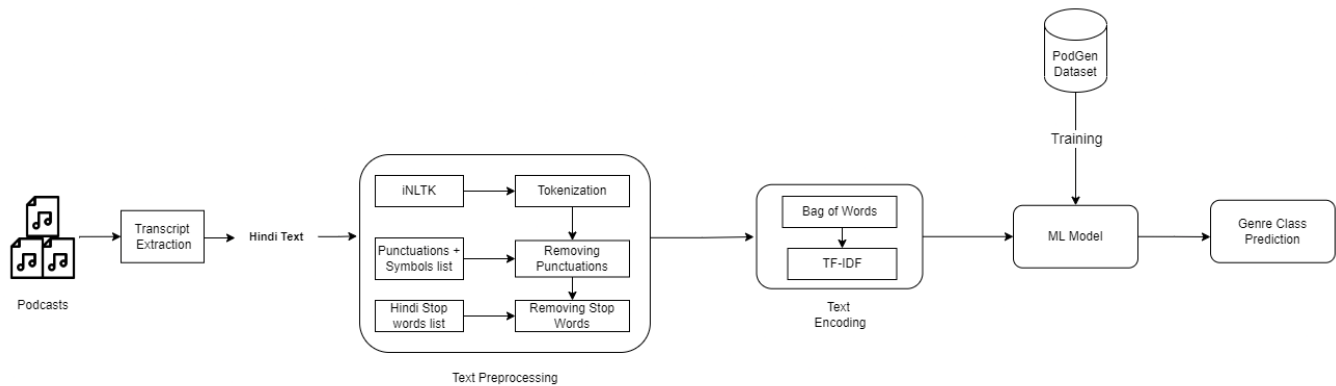 PodGen
Dataset
Training
Podcasts
Transcript
Extraction
Hindi Text
iNLTK
Tokenization
Punctuations +
Symbols list
Removing
Punctuations
Hindi Stop
words list
Removing Stop
Words
Text Preprocessing
Bag of Words
TF-IDF
Text
Encoding
ML Model
Genre Class
Prediction